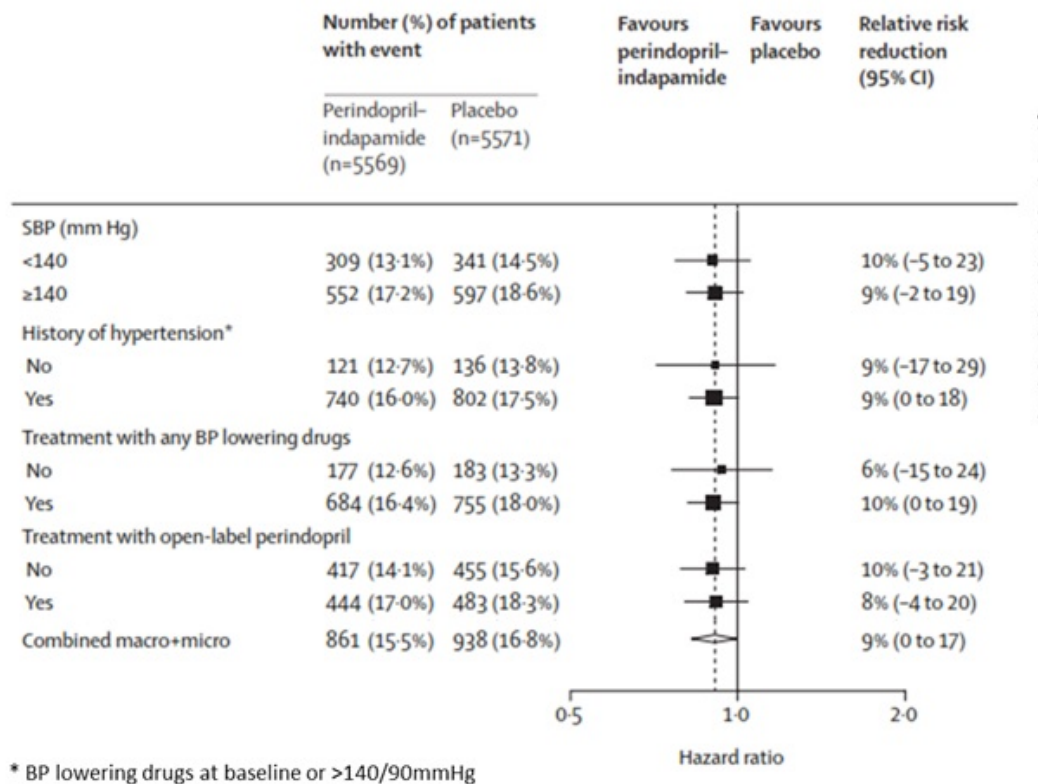 Number (%) of patients
with event
Favours
perindopril-
indapamide
Favours
placebo
Relative risk
reduction
(95% CI)
Perindopril-
indapamide
(n=5569)
Placebo
(n=5571)
SBP (mm Hg)
<140 309 (13·1%) 341 (14·5%) 10% (–5 to 23)
≥140 552 (17·2%) 597 (18·6%) 9% (–2 to 19)
History of hypertension*
No 121 (12·7%) 136 (13·8%) 9% (–17 to 29)
Yes 740 (16·0%) 802 (17·5%) 9% (0 to 18)
Treatment with any BP lowering drugs
No 177 (12·6%) 183 (13·3%) 6% (–15 to 24)
Yes 684 (16·4%) 755 (18·0%) 10% (0 to 19)
Treatment with open-label perindopril
No 417 (14·1%) 455 (15·6%) 10% (–3 to 21)
Yes 444 (17·0%) 483 (18·3%) 8% (–4 to 20)
Combined macro+micro 861 (15·5%) 938 (16·8%) 9% (0 to 17)
0·5 1·0 2·0
Hazard ratio
* BP lowering drugs at baseline or >140/90mmHg